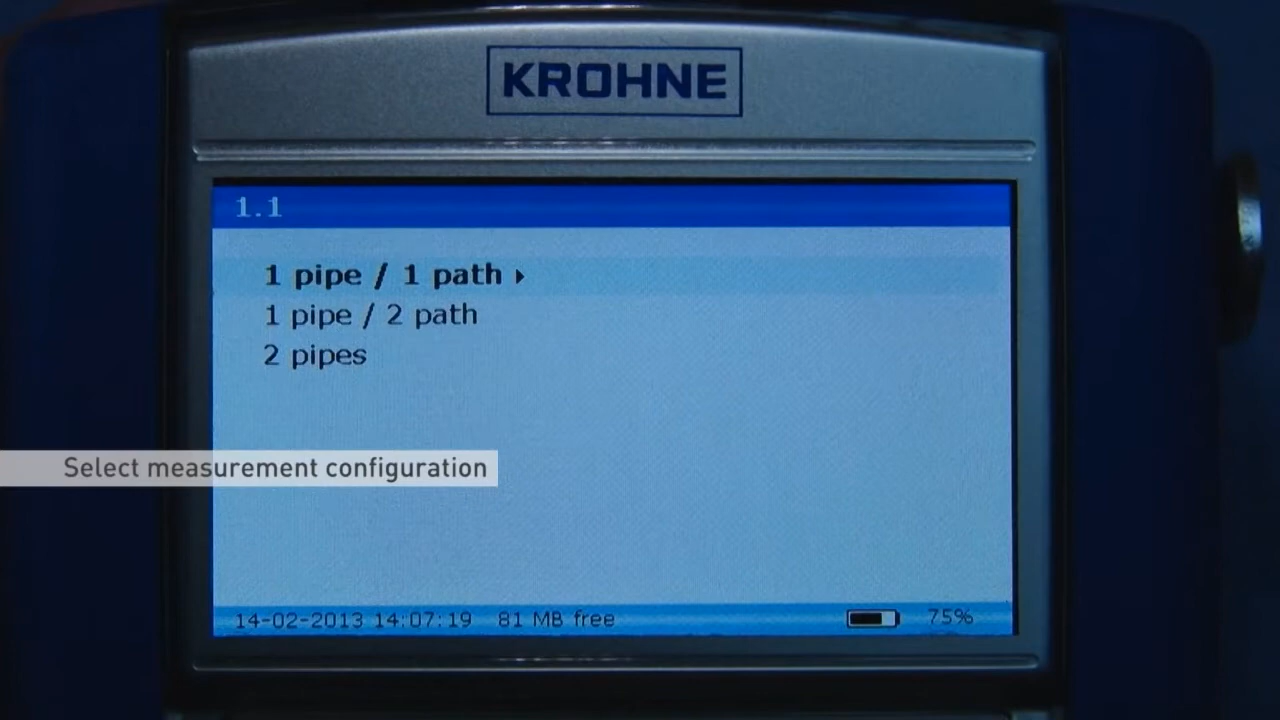 KROHNE
1.1
1 pipe / 1 path
1 pipe / 2 path
2 pipes
Select measurement configuration
14-02-2013 14:07:19 81 MB free 75%